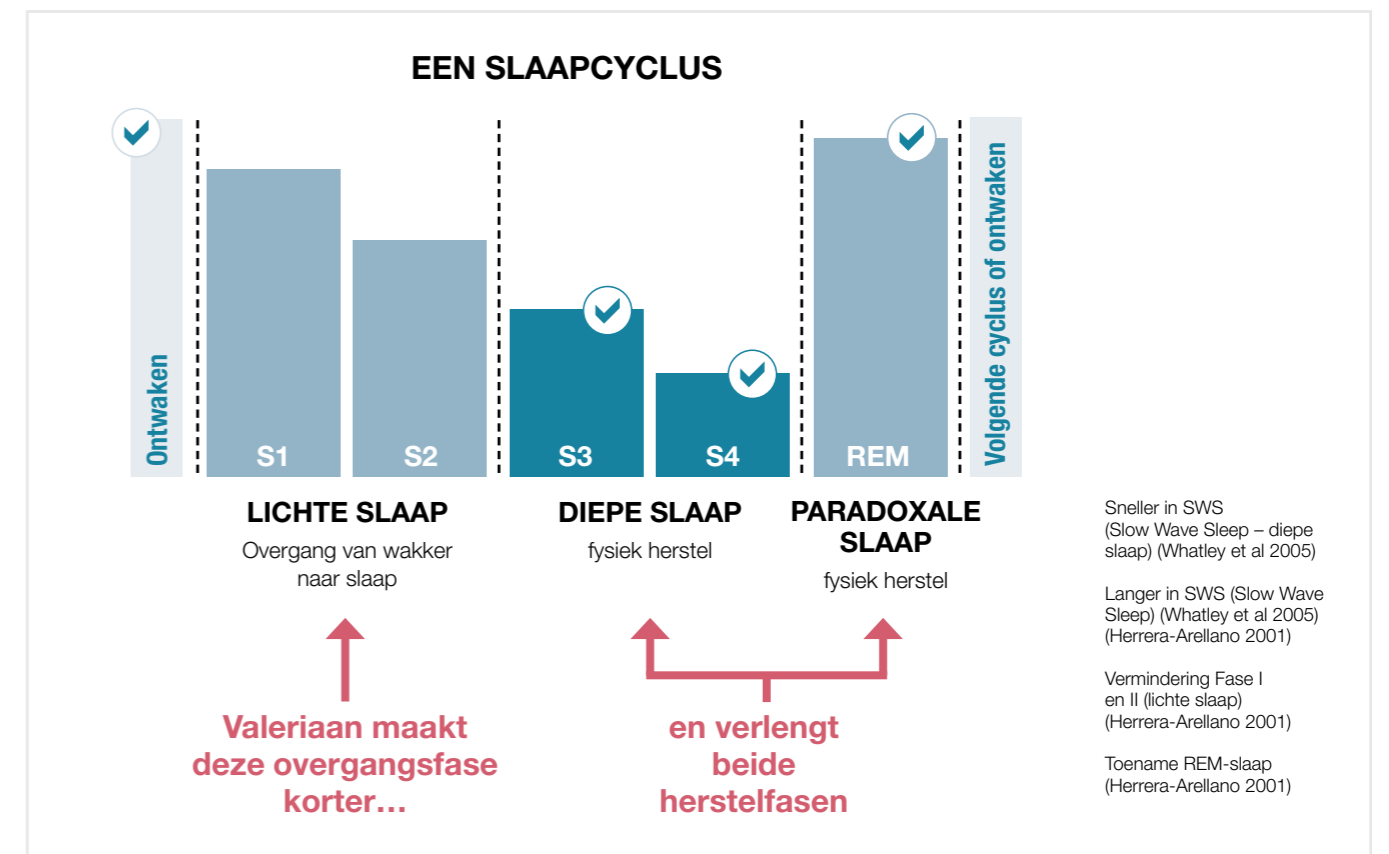 EEN SLAAPCYCLUS
Ontwaken
S1
S2
S3
S4
REM
Volgende cyclus of ontwaken
LICHTE SLAAP
Overgang van wakker
naar slaap
DIEPE SLAAP
fysiek herstel
PARADOXALE
SLAAP
fysiek herstel
Valeriaan maakt
deze overgangsfase
korter…
en verlengt
beide
herstelfasen
Sneller in SWS
(Slow Wave Sleep – diepe
slaap) (Whatley et al 2005)
Langer in SWS (Slow Wave
Sleep) (Whatley et al 2005)
(Herrera-Arellano 2001)
Vermindering Fase I
en II (lichte slaap)
(Herrera-Arellano 2001)
Toename REM-slaap
(Herrera-Arellano 2001)